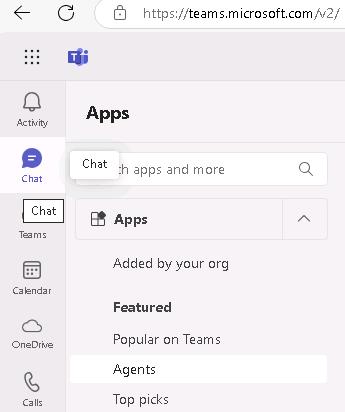 https://teams.microsoft.com/v2/
Activity
Chat
Chat
Teams
Calendar
OneDrive
Calls
Apps
Chat
ch apps and more
Apps
Added by your org
Featured
Popular on Teams
Agents
Top picks